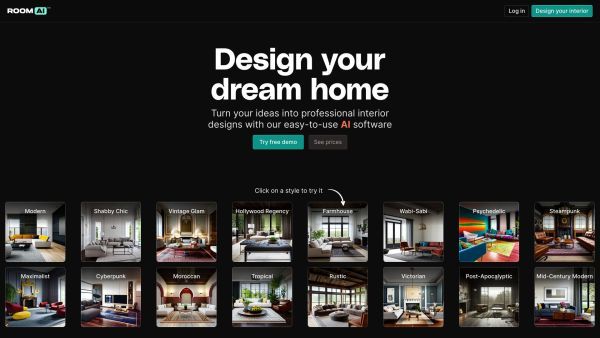 ROOM AI
Log in
Design your interior
Design your
dream home
Turn your ideas into professional interior
designs with our easy-to-use AI software
Try free demo
See prices
Click on a style to try it
Modern
Shabby Chic
Vintage Glam
Hollywood Regency
Farmhouse
Wabi-Sabi
Psychedelic
Steampunk
Maximalist
Cyberpunk
Moroccan
Tropical
Rustic
Victorian
Post-Apocalyptic
Mid-Century Modern